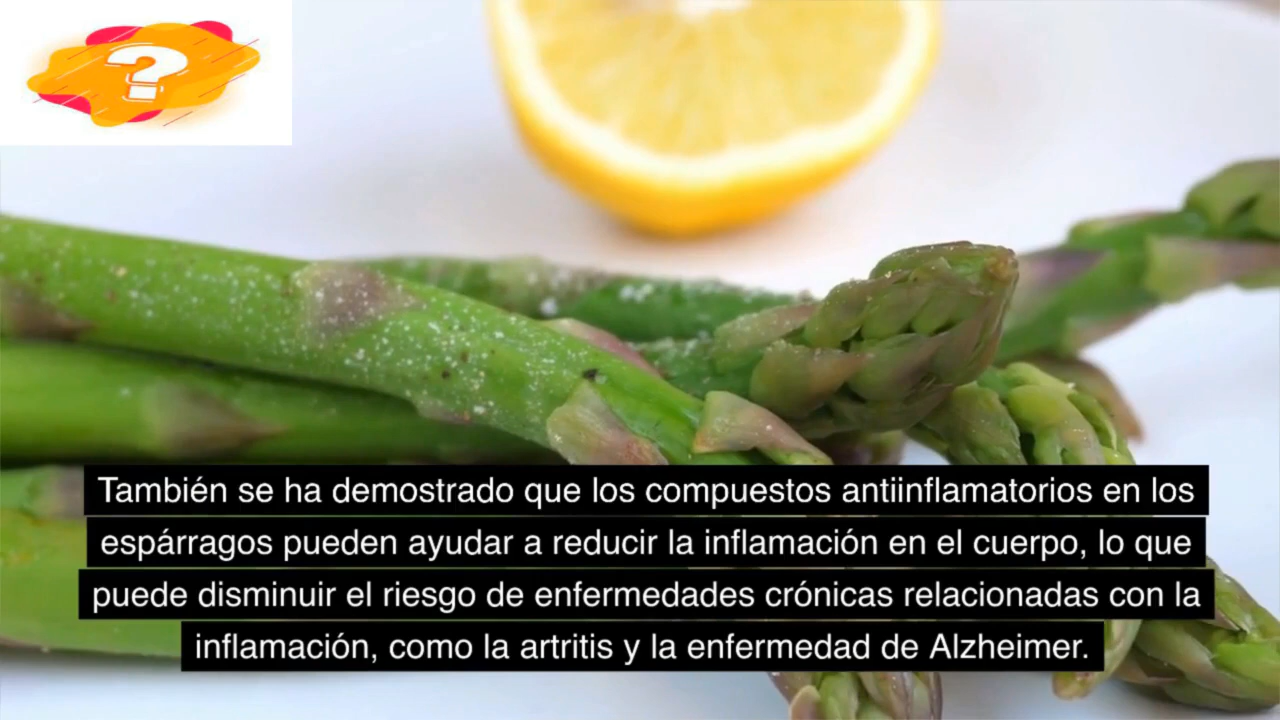 ?
También se ha demostrado que los compuestos antiinflamatorios en los
espárragos pueden ayudar a reducir la inflamación en el cuerpo, lo que
puede disminuir el riesgo de enfermedades crónicas relacionadas con la
inflamación, como la artritis y la enfermedad de Alzheimer.